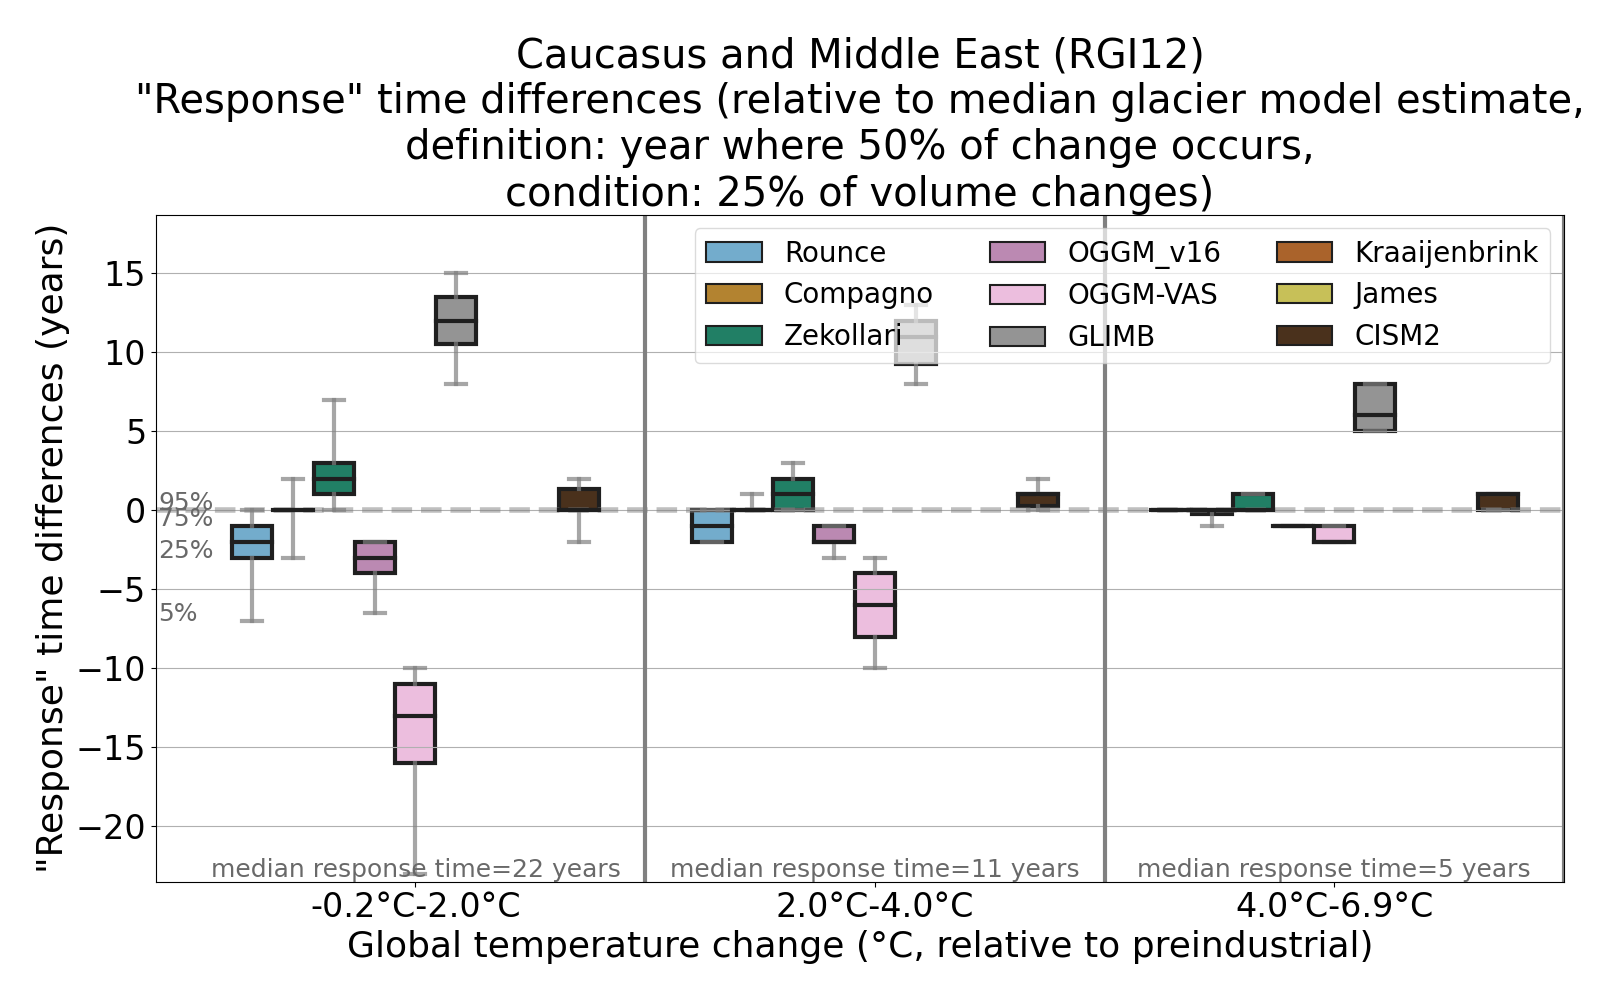 Caucasus and Middle East (RGI12)
"Response" time differences (relative to median glacier model estimate,
definition: year where 50% of change occurs,
condition: 25% of volume changes)
"Response" time differences (years)
15
10
5
0
−5
−10
−15
−20
95%
75%
25%
5%
Rounce
Compagno
Zekollari
OGGM_v16
OGGM-VAS
GLIMB
Kraaijenbrink
James
CISM2
median response time=22 years
median response time=11 years
median response time=5 years
-0.2°C-2.0°C
2.0°C-4.0°C
4.0°C-6.9°C
Global temperature change (°C, relative to preindustrial)